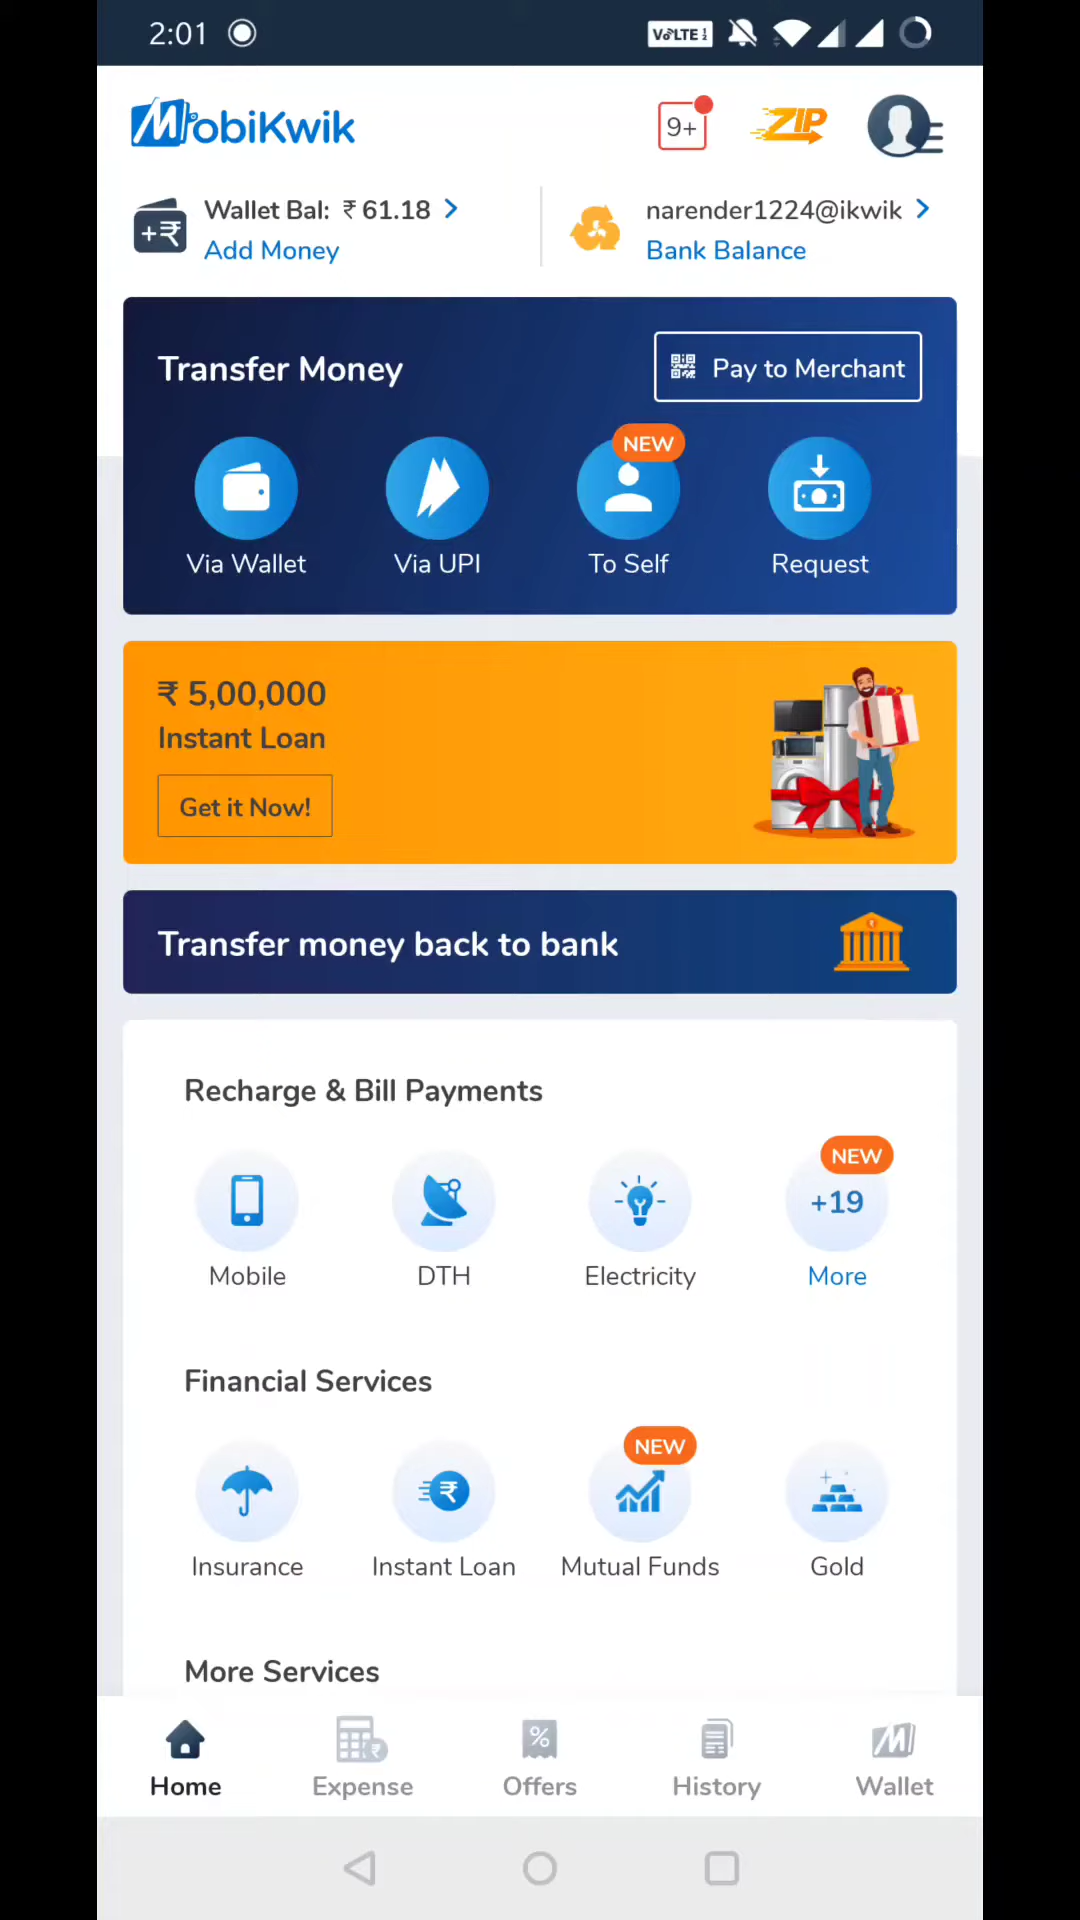 2:01
VoLTE
MobiKwik
9+
ZIP
Wallet Bal: ₹ 61.18
Add Money
narender1224@ikwik
Bank Balance
Transfer Money
Pay to Merchant
NEW
Via Wallet
Via UPI
To Self
Request
₹ 5,00,000
Instant Loan
Get it Now!
Transfer money back to bank
Recharge & Bill Payments
NEW
+19
Mobile
DTH
Electricity
More
Financial Services
NEW
Insurance
Instant Loan
Mutual Funds
Gold
More Services
Home
Expense
Offers
History
Wallet